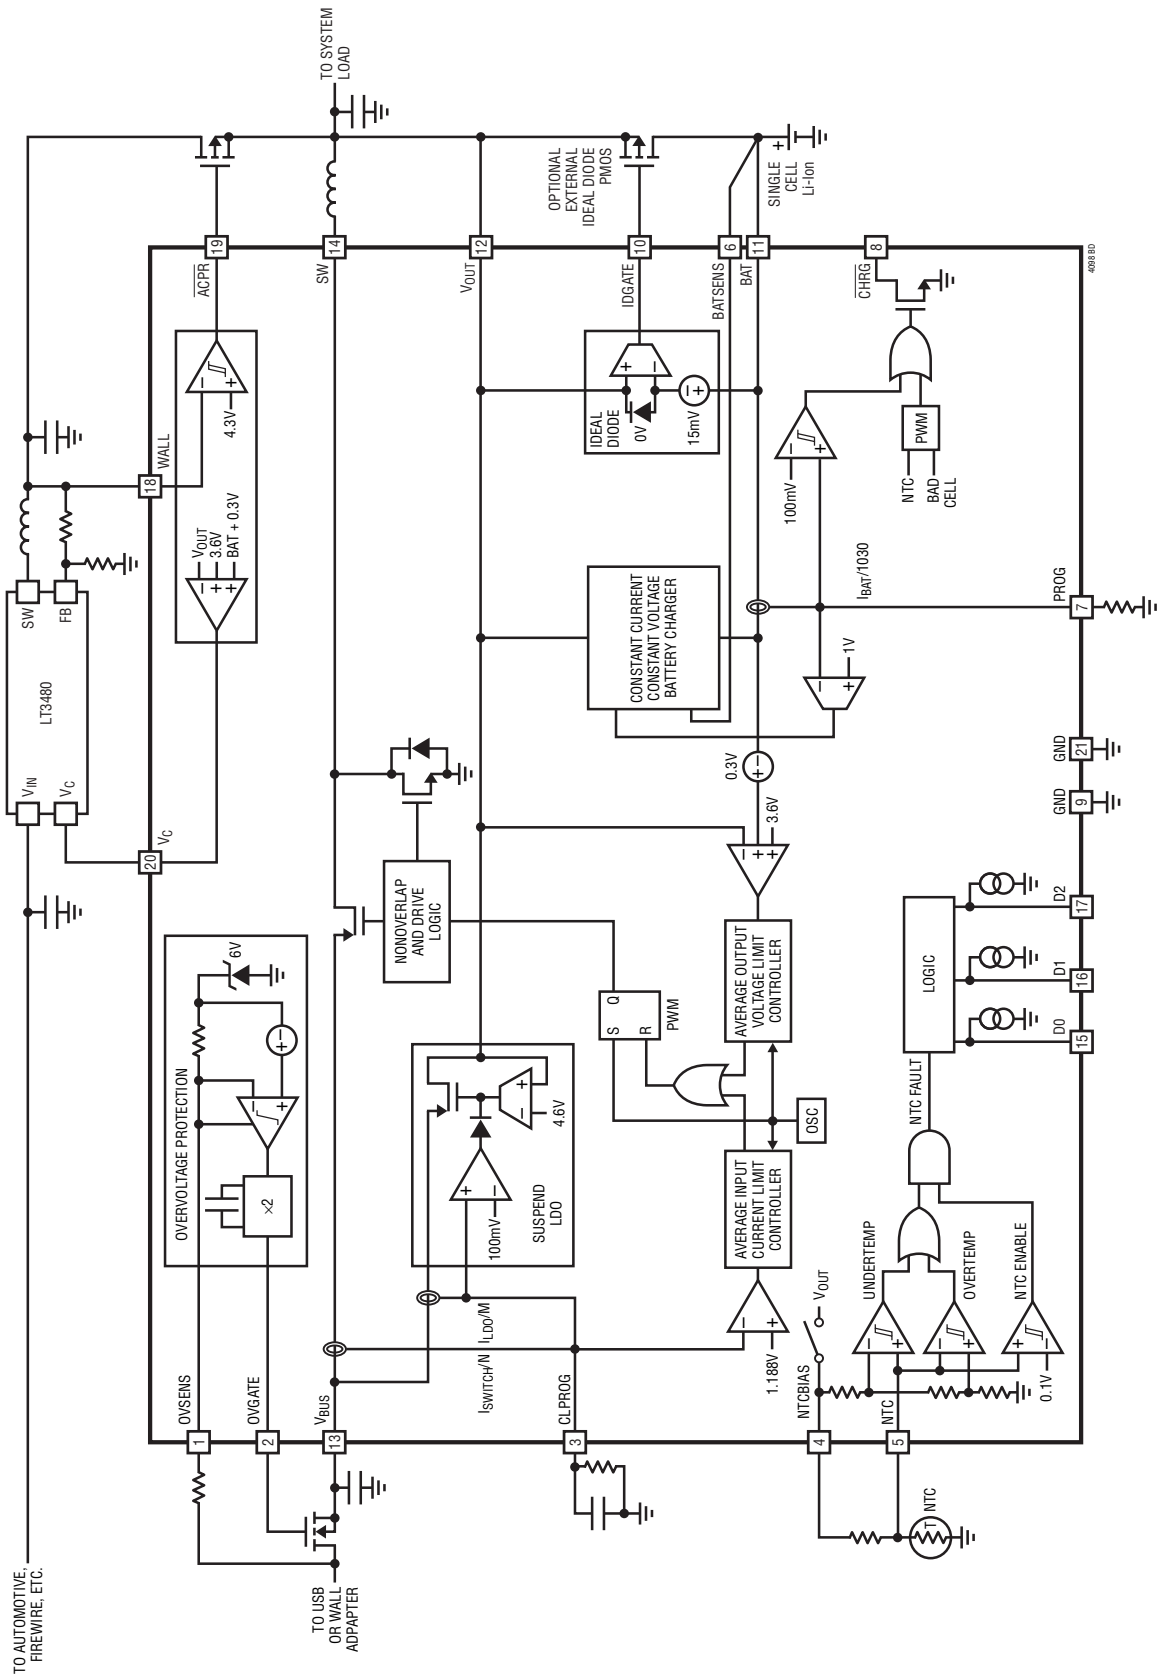 TO AUTOMOTIVE,
FIREWIRE, ETC.
VIN
VC
LT3480
SW
FB
20
VC
18
WALL
VOUT
3.6V
BAT + 0.3V
4.3V
–
+
+
–
+
ACPR
19
TO SYSTEM
LOAD
OVSENS
1
OVGATE
2
OVERVOLTAGE PROTECTION
×2
–
+
+
–
6V
VBUS
13
TO USB
OR WALL
ADPAPTER
SW
14
NONOVERLAP
AND DRIVE
LOGIC
ISWITCH/N
ILDO/M
SUSPEND
LDO
100mV
+
–
4.6V
–
+
VOUT
12
CLPROG
3
1.188V
–
+
AVERAGE INPUT
CURRENT LIMIT
CONTROLLER
OSC
S
R
Q
PWM
AVERAGE OUTPUT
VOLTAGE LIMIT
CONTROLLER
–
+
+
3.6V
0.3V
+
–
CONSTANT CURRENT
CONSTANT VOLTAGE
BATTERY CHARGER
–
+
1V
IBAT/1030
IDEAL
DIODE
0V
15mV
+
–
–
+
IDGATE
10
OPTIONAL
EXTERNAL
IDEAL DIODE
PMOS
BATSENS
6
BAT
11
+
SINGLE
CELL
Li-Ion
100mV
–
+
NTC
BAD
CELL
PWM
CHRG
8
NTCBIAS
4
VOUT
NTC
5
T
NTC
–
+
–
+
+
–
0.1V
UNDERTEMP
OVERTEMP
NTC ENABLE
NTC FAULT
LOGIC
D0
15
D1
16
D2
17
GND
9
GND
21
PROG
7
4098 BD